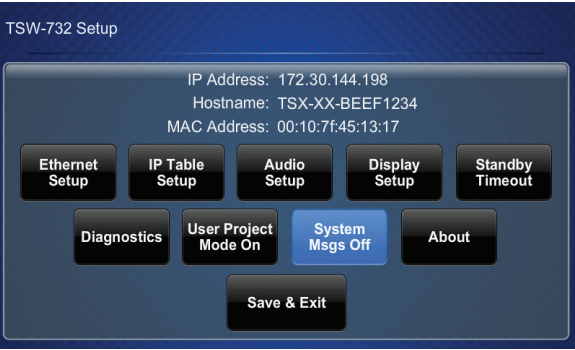 TSW-732 Setup
IP Address: 172.30.144.198
Hostname: TSX-XX-BEEF1234
MAC Address: 00:10:7f:45:13:17
Ethernet
Setup
IP Table
Setup
Audio
Setup
Display
Setup
Standby
Timeout
Diagnostics
User Project
Mode On
System
Msgs Off
About
Save & Exit